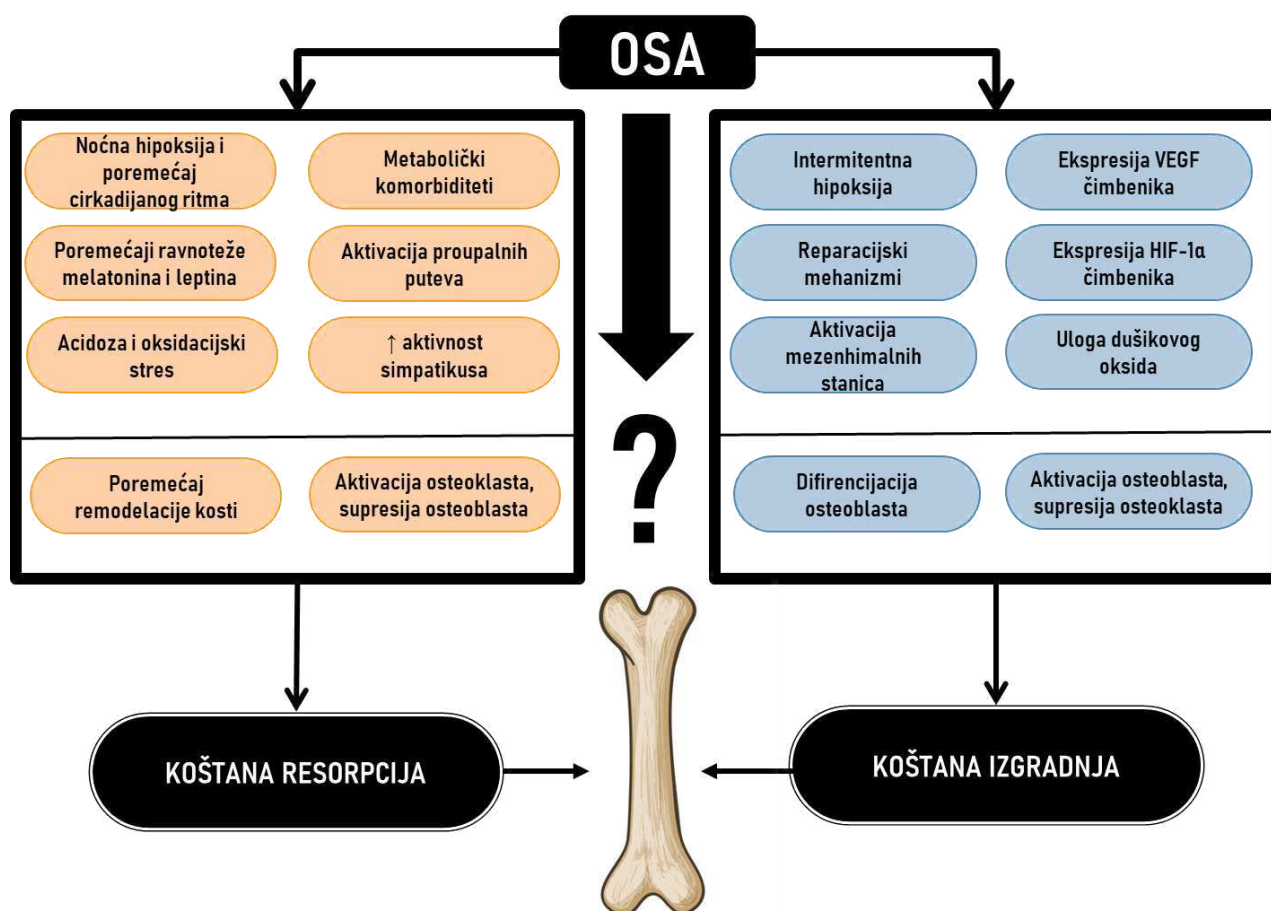 OSA
Noćna hipoksija i
poremećaj
cirkadijanog ritma
Metabolički
komorbiditeti
Poremećaji ravnoteže
melatonina i leptina
Aktivacija proupalnih
puteva
Acidoza i oksidacijski
stres
↑ aktivnost
simpatikusa
Poremećaj
remodelacije kosti
Aktivacija osteoklasta,
supresija osteoblasta
Intermitentna
hipoksija
Ekspresija VEGF
čimbenika
Reparacijski
mehanizmi
Ekspresija HIF-1α
čimbenika
Aktivacija
mezenhimalnih
stanica
Uloga dušikovog
oksida
Difirencijacija
osteoblasta
Aktivacija osteoblasta,
supresija osteoklasta
?
KOŠTANA RESORPCIJA
KOŠTANA IZGRADNJA